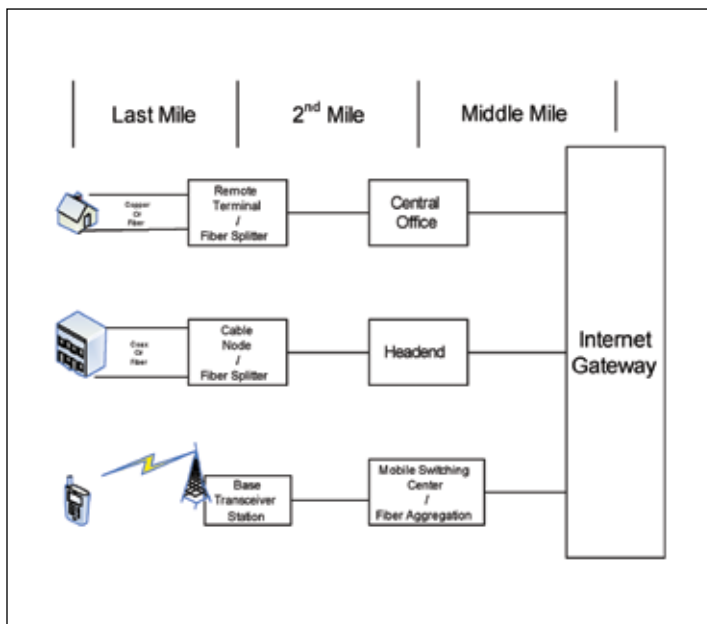 Last Mile
2nd Mile
Middle Mile
Copper
Or
Fiber
Remote
Terminal
/
Fiber Splitter
Central
Office
Coax
Or
Fiber
Cable
Node
/
Fiber Splitter
Headend
Internet
Gateway
Base
Transceiver
Station
Mobile Switching
Center
/
Fiber Aggregation